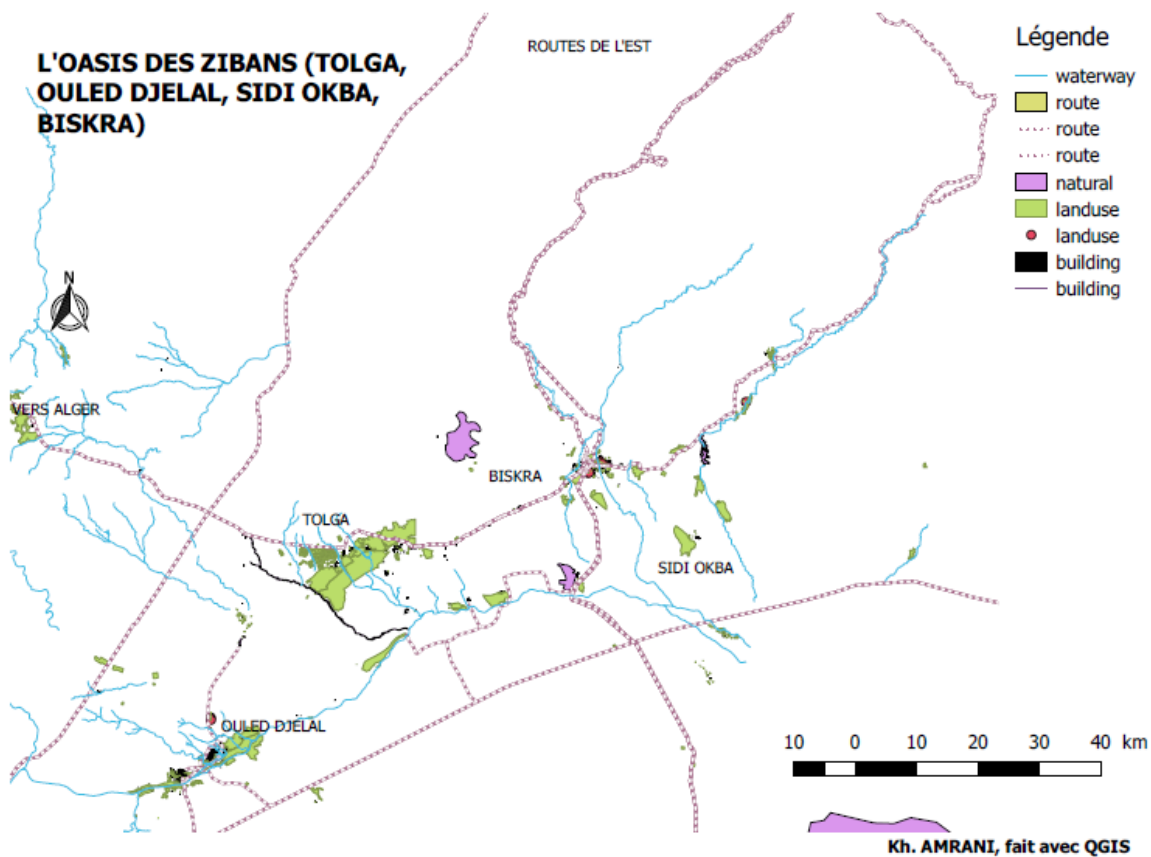 L'OASIS DES ZIBANS (TOLGA,
OULED DJELAL, SIDI OKBA,
BISKRA)
ROUTES DE L'EST
Légende
waterway
route
route
route
natural
landuse
landuse
building
building
N
VERS ALGER
BISKRA
TOLGA
SIDI OKBA
OULED DJELAL
10 0 10 20 30 40 km
Kh. AMRANI, fait avec QGIS